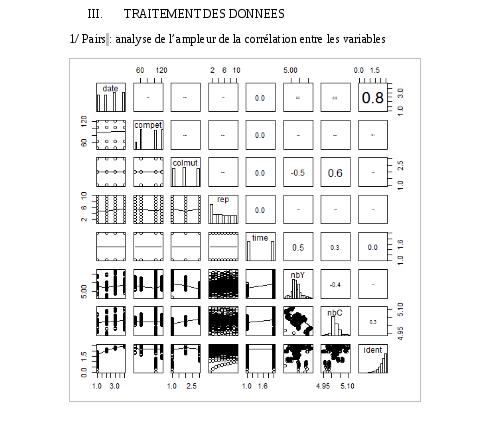 III. TRAITEMENT DES DONNEES
1/ Pairs : analyse de l'ampleur de la corrélation entre les variables
60 120 2 6 10 5.00 0.0 1.5
date 0.0 0.8 1.0 3.0
60 120 compet 0.0
colmut 0.0 -0.5 0.6 1.0 2.5
2 6 10 rep 0.0
time 0.5 0.3 0.0 1.0 1.6
5.00 nbY -0.4
nbC 0.3 4.95 5.10
0.0 1.5 ident
1.0 3.0 1.0 2.5 1.0 1.6 4.95 5.10